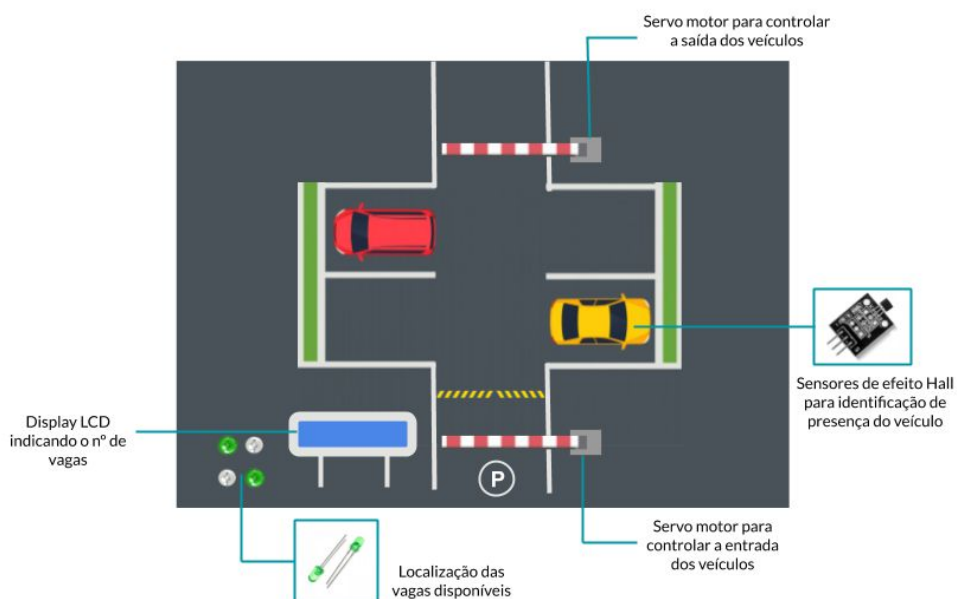 Servo motor para controlar
a saída dos veículos
Sensores de efeito Hall
para identificação de
presença do veículo
Display LCD
indicando o nº de
vagas
P
Servo motor para
controlar a entrada
dos veículos
Localização das
vagas disponíveis